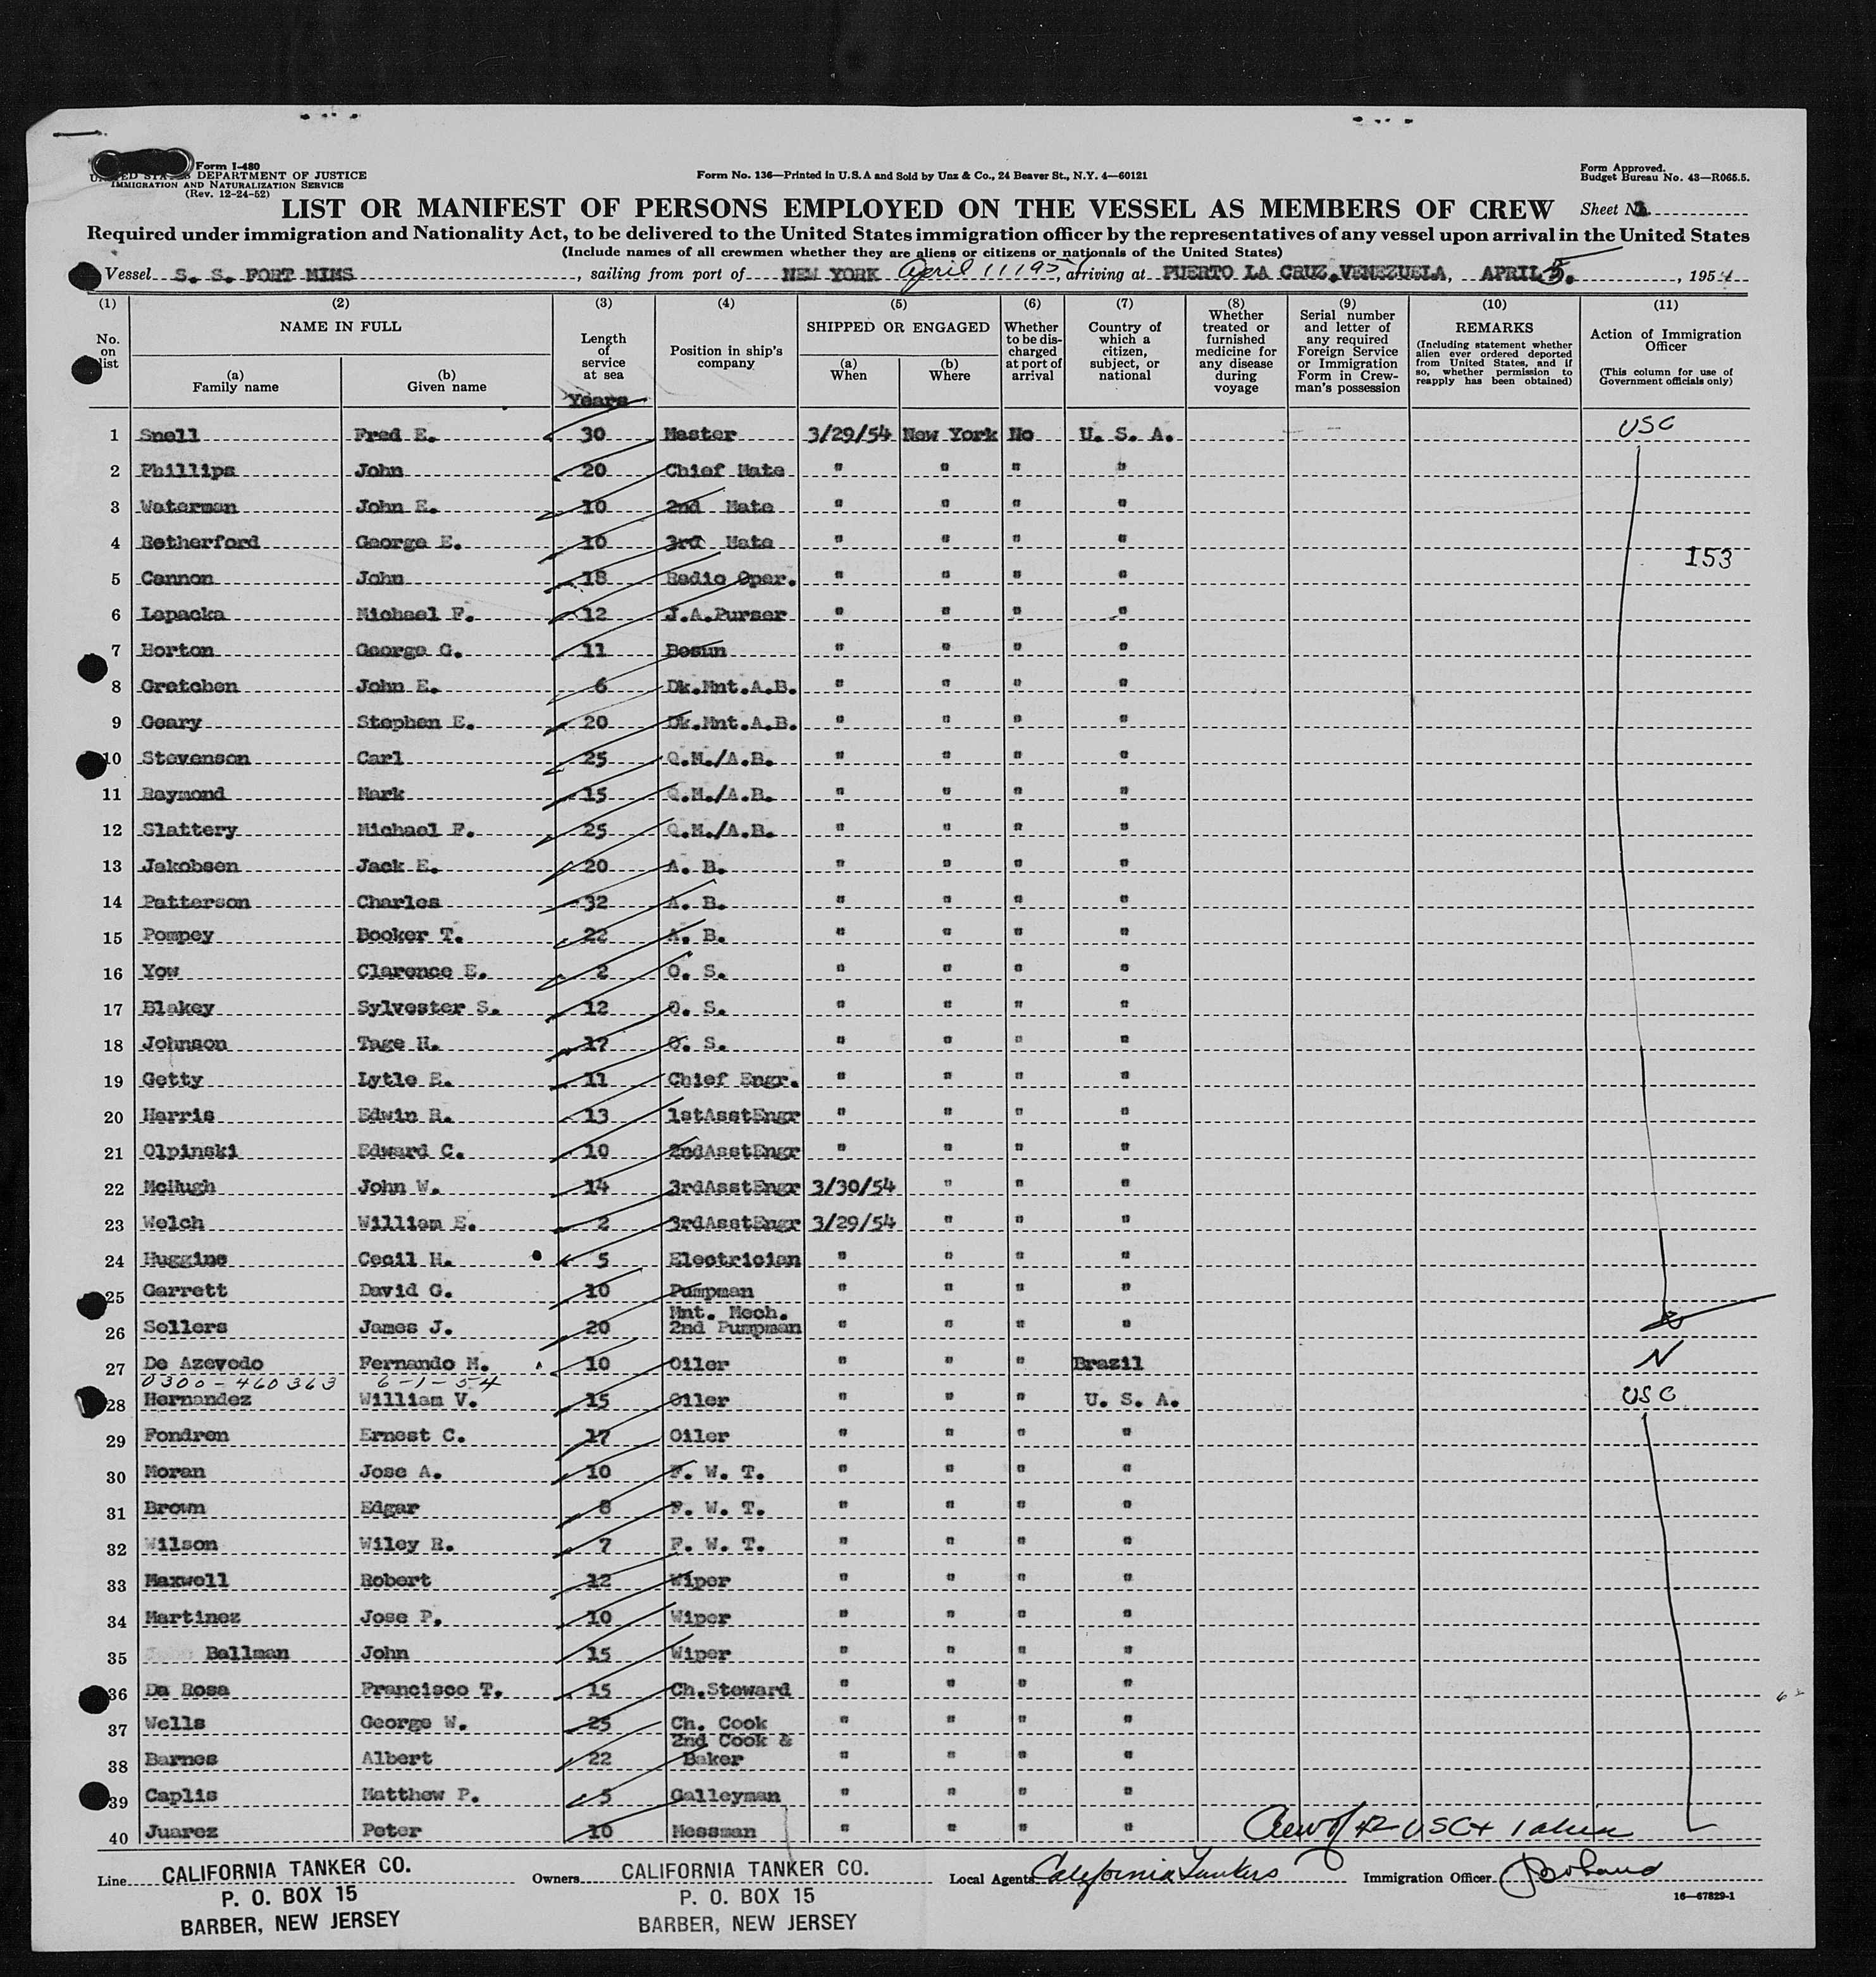 Form I-480
UNITED STATES DEPARTMENT OF JUSTICE
IMMIGRATION AND NATURALIZATION SERVICE
(Rev. 12-24-52)
Form No. 136—Printed in U.S.A and Sold by Unz & Co., 24 Beaver St., N.Y. 4—60121
Form Approved.
Budget Bureau No. 43—R065.5.
LIST OR MANIFEST OF PERSONS EMPLOYED ON THE VESSEL AS MEMBERS OF CREW
Sheet No.
Required under immigration and Nationality Act, to be delivered to the United States immigration officer by the representatives of any vessel upon arrival in the United States
(Include names of all crewmen whether they are aliens or citizens or nationals of the United States)
Vessel S. S. FORT MIMS, sailing from port of NEW YORK April 11 1954, arriving at PUERTO LA CRUZ, VENEZUELA, APRIL 5, 1954
(1) (2) (3) (4) (5) (6) (7) (8) (9) (10) (11)
No. on list
NAME IN FULL
(a) Family name
(b) Given name
Length of service at sea
Years
Position in ship's company
SHIPPED OR ENGAGED
(a) When
(b) Where
Whether to be discharged at port of arrival
Country of which a citizen, subject, or national
Whether treated or furnished medicine for any disease during voyage
Serial number and letter of any required Foreign Service or Immigration Form in Crewman's possession
REMARKS
(Including statement whether alien ever ordered deported from United States, and if so, whether permission to reapply has been obtained)
Action of Immigration Officer
(This column for use of Government officials only)
1 Snell Fred E. 30 Master 3/29/54 New York No U. S. A. USC
2 Phillips John 20 Chief Mate " " " "
3 Waterman John E. 10 2nd Mate " " " "
4 Retherford George E. 10 3rd Mate " " " "
153
5 Cannon John 18 Radio Oper. " " " "
6 Lapacka Michael F. 12 J.A.Purser " " " "
7 Horton George G. 11 Bosun " " " "
8 Gretchen John E. 6 Dk.Mnt.A.B. " " " "
9 Geary Stephen E. 20 Dk.Mnt.A.B. " " " "
10 Stevenson Carl 25 Q.M./A.B. " " " "
11 Raymond Mark 15 Q.M./A.B. " " " "
12 Slattery Michael F. 25 Q.M./A.B. " " " "
13 Jakobsen Jack E. 20 A. B. " " " "
14 Patterson Charles 32 A. B. " " " "
15 Pompey Booker T. 22 A. B. " " " "
16 Yow Clarence E. 2 O. S. " " " "
17 Blakey Sylvester S. 12 O. S. " " " "
18 Johnson Tage H. 17 O. S. " " " "
19 Getty Lytle E. 11 Chief Engr. " " " "
20 Harris Edwin R. 13 1stAsstEngr " " " "
21 Olpinski Edward C. 10 2ndAsstEngr " " " "
22 McHugh John W. 14 3rdAsstEngr 3/30/54 " " "
23 Welch William E. 2 3rdAsstEngr 3/29/54 " " "
24 Huggins Cecil H. 5 Electrician " " " "
25 Garrett David G. 10 Pumpman " " " "
Mnt. Mech.
26 Sellers James J. 20 2nd Pumpman " " " "
27 De Azevedo Fernando M. 10 Oiler " " " Brazil N
0300-460363 6-1-54
28 Hernandez William V. 15 Oiler " " " U. S. A. USC
29 Fondren Ernest C. 17 Oiler " " " "
30 Moran Jose A. 10 F. W. T. " " " "
31 Brown Edgar 8 F. W. T. " " " "
32 Wilson Wiley R. 7 F. W. T. " " " "
33 Maxwell Robert 12 Wiper " " " "
34 Martinez Jose P. 10 Wiper " " " "
35 Ballman John 15 Wiper " " " "
36 Da Rosa Francisco T. 15 Ch.Steward " " " "
37 Wells George W. 25 Ch. Cook " " " "
2nd Cook &
38 Barnes Albert 22 Baker " " " "
39 Caplis Matthew P. 5 Galleyman " " " "
40 Juarez Peter 10 Messman " " " "
Crew of 42 USC + 1 alien
Line CALIFORNIA TANKER CO.
P. O. BOX 15
BARBER, NEW JERSEY
Owners CALIFORNIA TANKER CO.
P. O. BOX 15
BARBER, NEW JERSEY
Local Agents California Tankers
Immigration Officer
16—67829-1